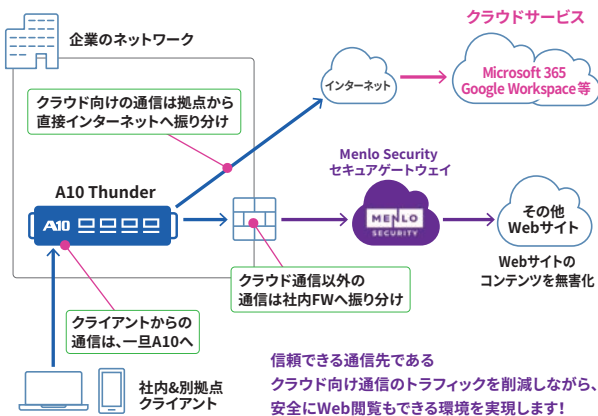 企業のネットワーク
クラウドサービス
Microsoft 365
Google Workspace等
インターネット
クラウド向けの通信は拠点から
直接インターネットへ振り分け
Menlo Security
セキュアゲートウェイ
A10 Thunder
A10
MENLO
SECURITY
その他
Webサイト
Webサイトの
コンテンツを無害化
クラウド通信以外の
通信は社内FWへ振り分け
クライアントからの
通信は、一旦A10へ
社内&別拠点
クライアント
信頼できる通信先である
クラウド向け通信のトラフィックを削減しながら、
安全にWeb閲覧もできる環境を実現します!